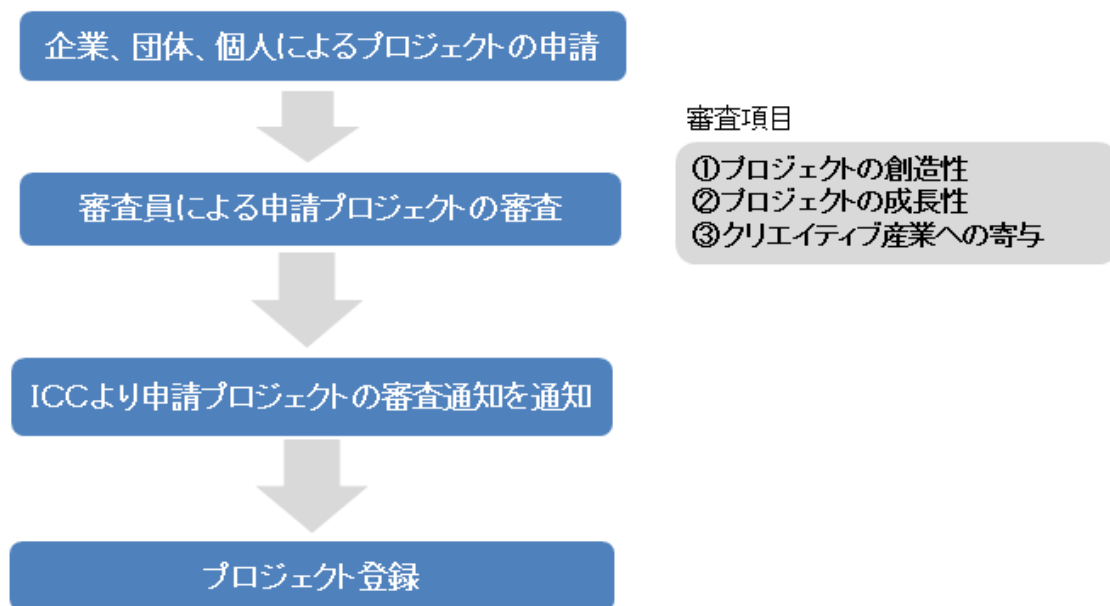 企業、団体、個人によるプロジェクトの申請
審査項目
①プロジェクトの創造性
②プロジェクトの成長性
③クリエイティブ産業への寄与
審査員による申請プロジェクトの審査
ICCより申請プロジェクトの審査通知を通知
プロジェクト登録